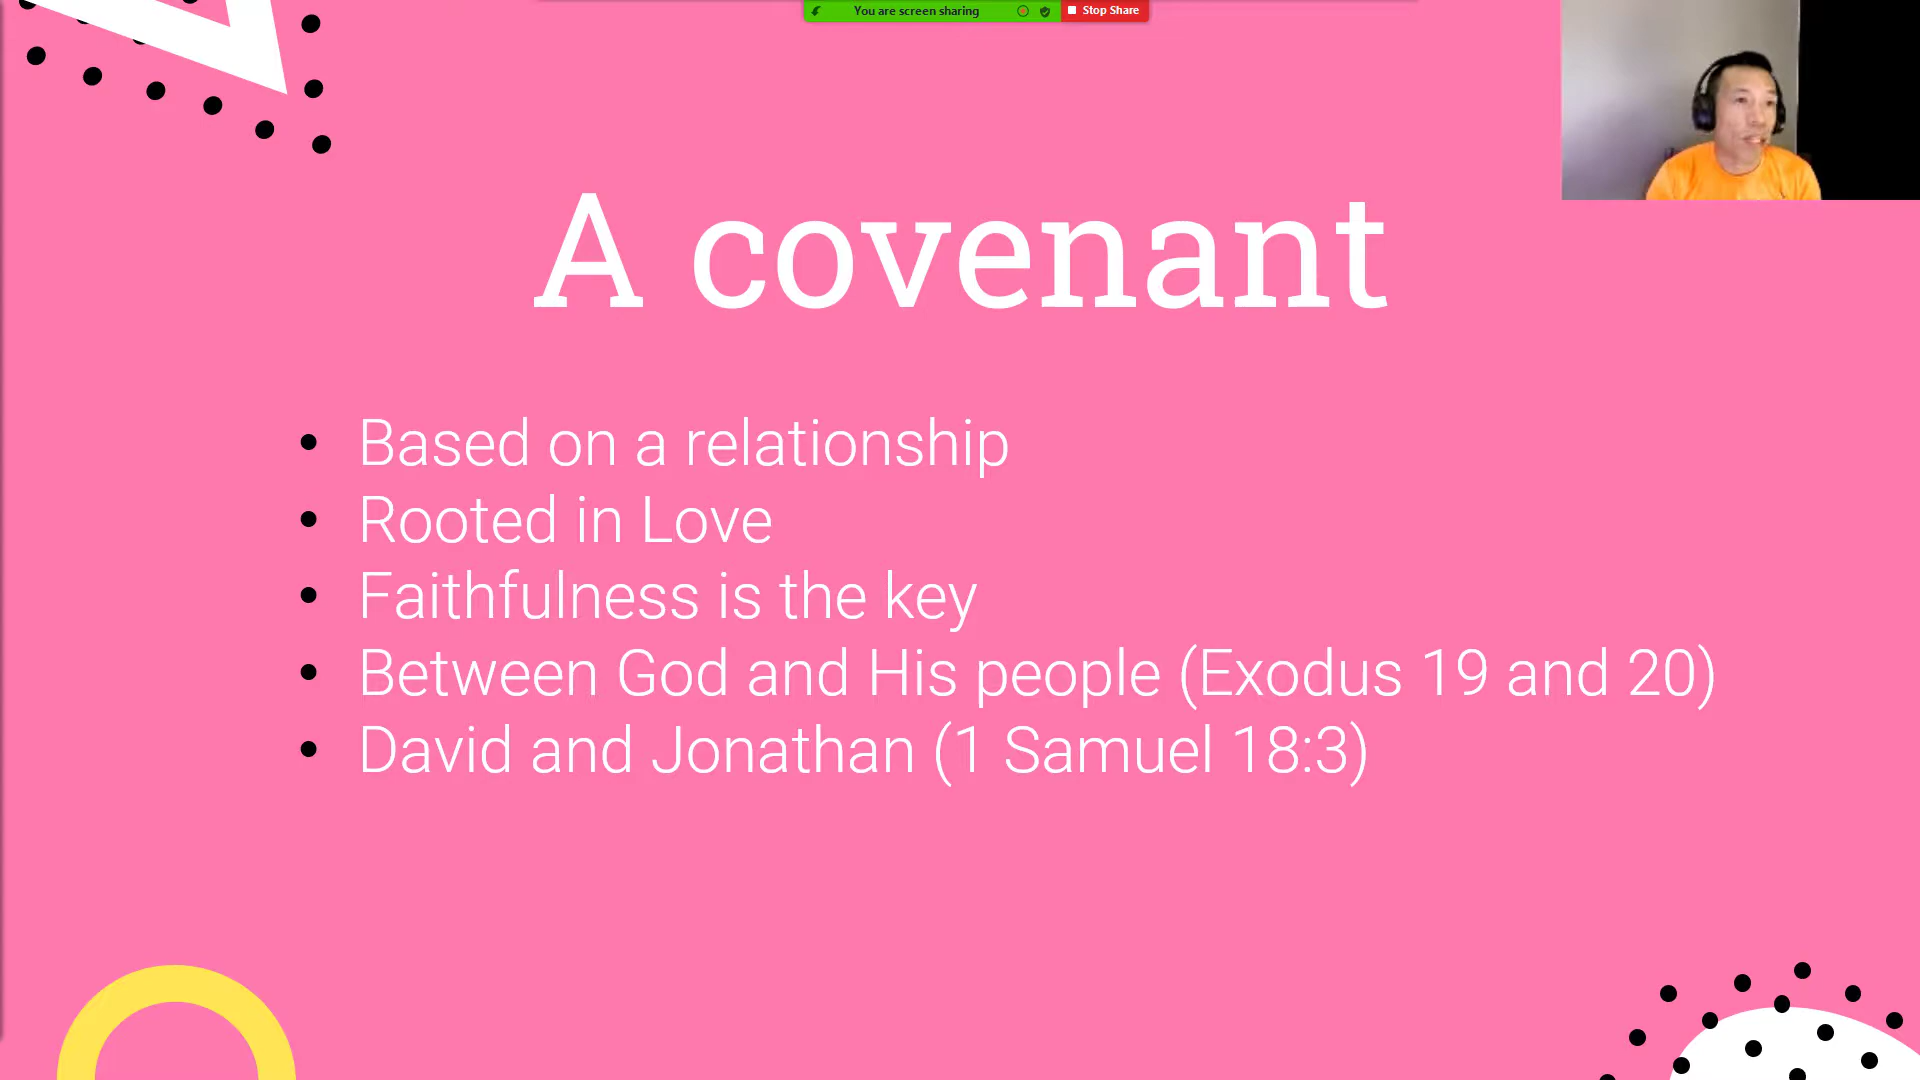 You are screen sharing
Stop Share
A covenant
• Based on a relationship
• Rooted in Love
• Faithfulness is the key
• Between God and His people (Exodus 19 and 20)
• David and Jonathan (1 Samuel 18:3)